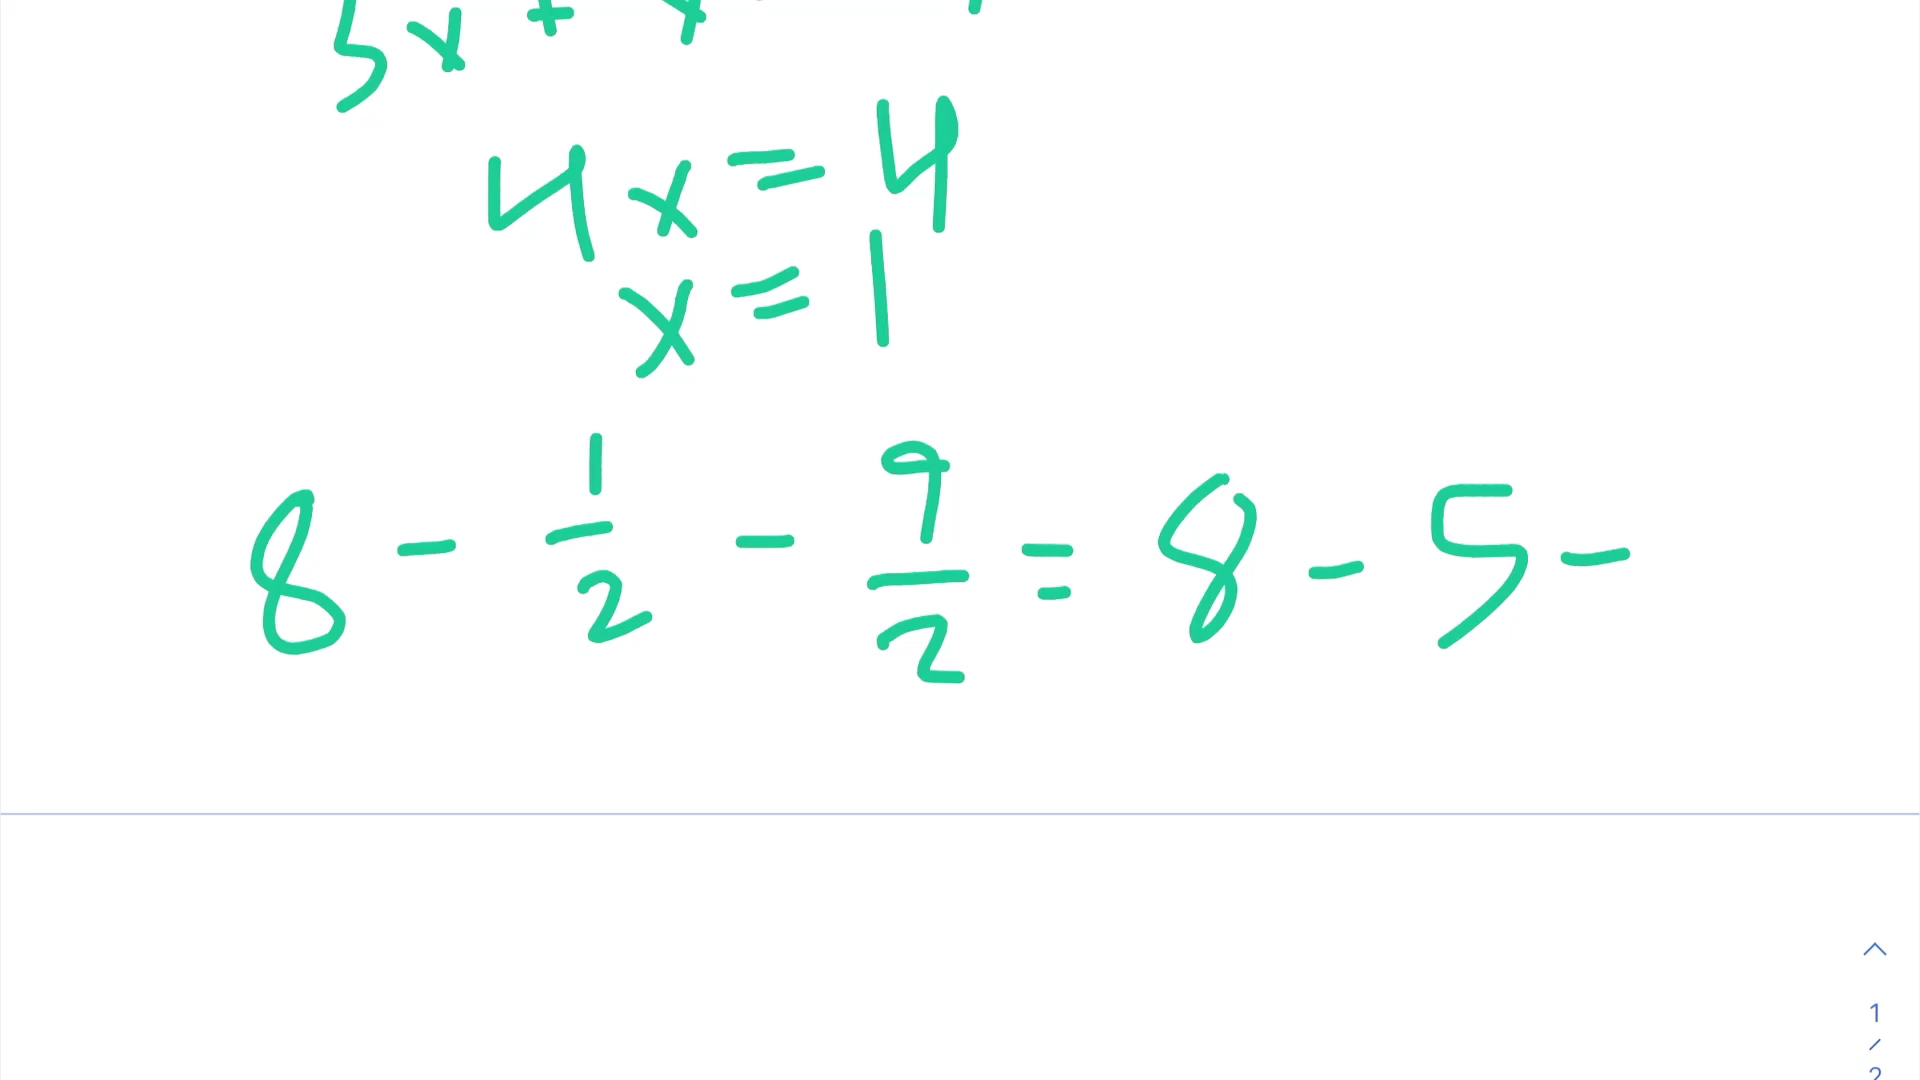 4x = 4
x = 1
8 - 1/2 - 9/2 = 8 - 5 -
1
/
2